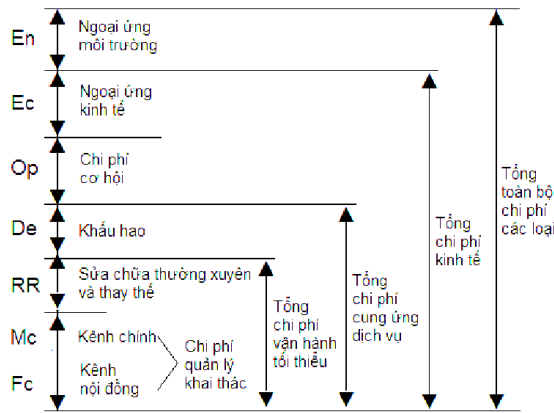 En
Ngoại ứng
môi trường
Ec
Ngoại ứng
kinh tế
Op
Chi phí
cơ hội
De
Khấu hao
RR
Sửa chữa thường xuyên
và thay thế
Mc
Kênh chính
Fc
Kênh
nội đồng
Chi phí
quản lý
khai thác
Tổng
chi phí
vận hành
tối thiểu
Tổng
chi phí
cung ứng
dịch vụ
Tổng
chi phí
kinh tế
Tổng
toàn bộ
chi phí
các loại